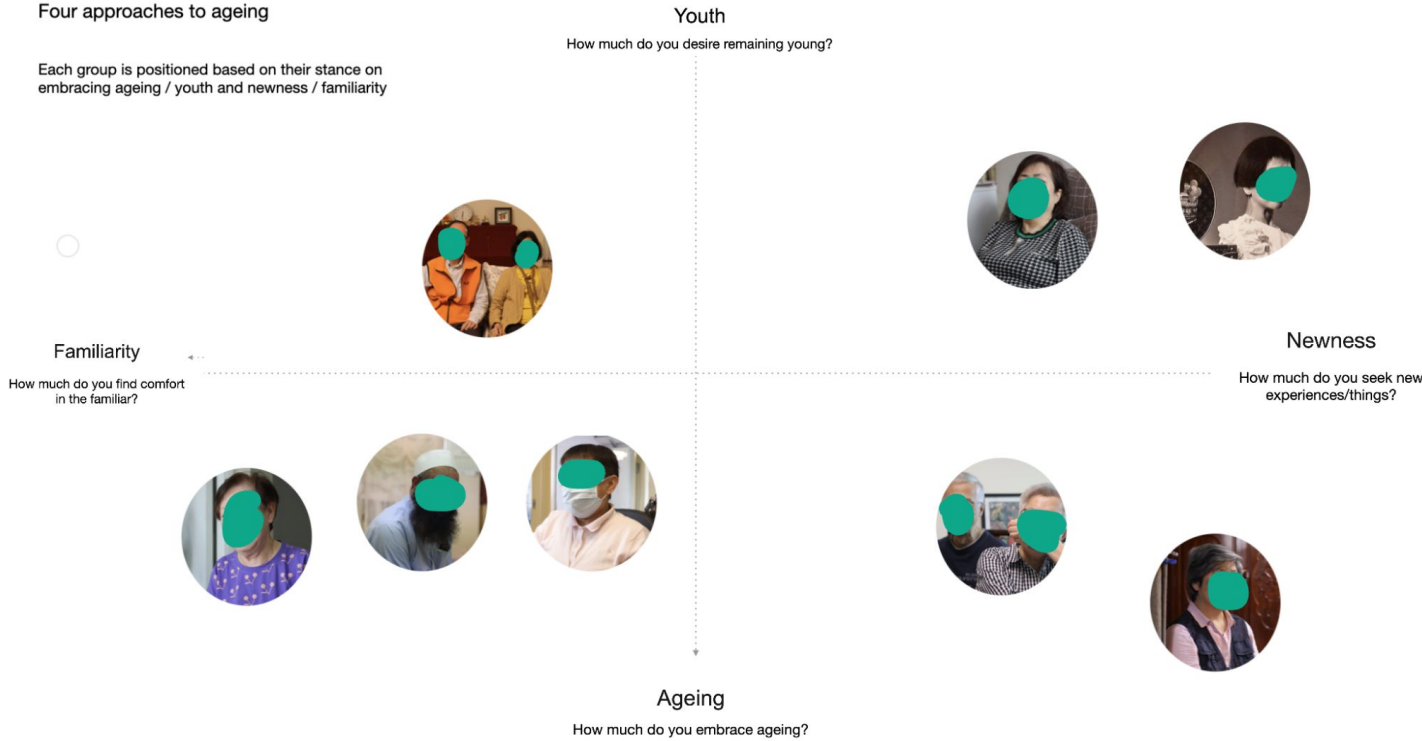 Four approaches to ageing
Each group is positioned based on their stance on
embracing ageing / youth and newness / familiarity
Youth
How much do you desire remaining young?
Familiarity
How much do you find comfort
in the familiar?
Newness
How much do you seek new
experiences/things?
Ageing
How much do you embrace ageing?